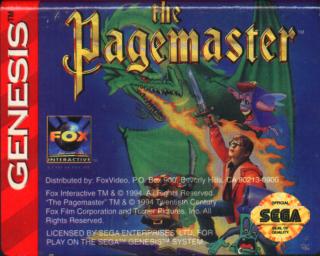 the
Pagemaster™
GENESIS
FOX
INTERACTIVE
Distributed by: FoxVideo, P.O. Box 900, Beverly Hills, CA 90213-0900
Fox Interactive TM & © 1994 All Rights Reserved.
"The Pagemaster" TM & © 1994 Twentieth Century
Fox Film Corporation and Turner Pictures, Inc. All
Rights Reserved.
LICENSED BY SEGA ENTERPRISES, LTD. FOR
PLAY ON THE SEGA™ GENESIS™ SYSTEM.
OFFICIAL
SEGA
SEAL OF
QUALITY